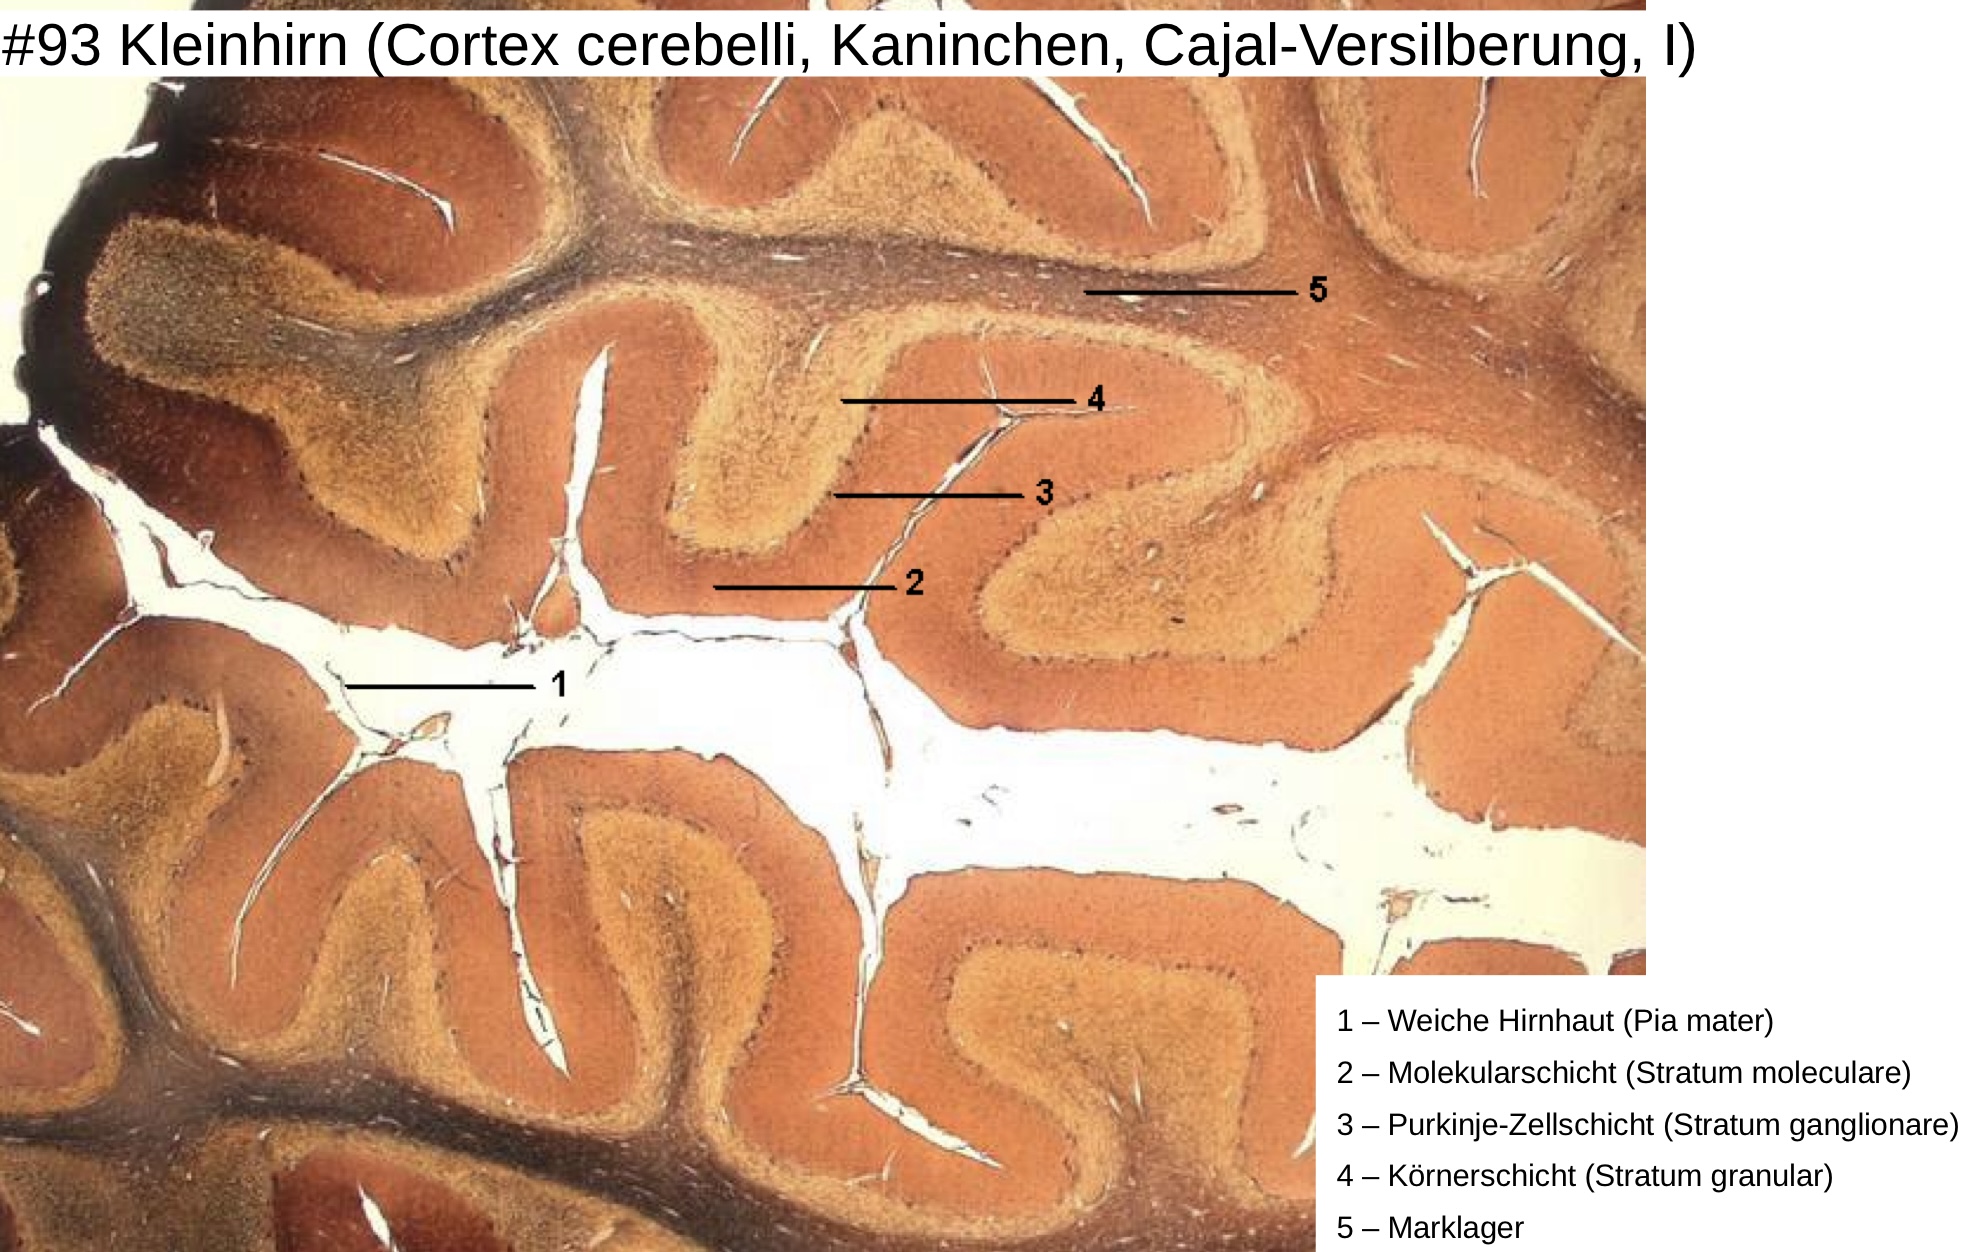 #93 Kleinhirn (Cortex cerebelli, Kaninchen, Cajal-Versilberung, I)
5
4
3
2
1
1 – Weiche Hirnhaut (Pia mater)
2 – Molekularschicht (Stratum moleculare)
3 – Purkinje-Zellschicht (Stratum ganglionare)
4 – Körnerschicht (Stratum granular)
5 – Marklager